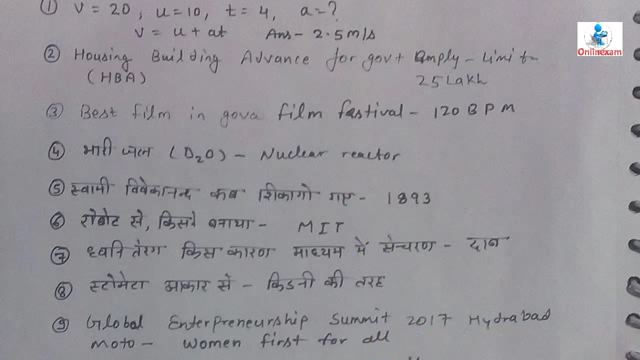 Onlinexam
① v = 20 , u = 10, t = 4, a = ?
v = u + at Ans - 2.5 m/s
② Housing Building Advance for govt Emply - Limit -
(HBA) 25 Lakh
③ Best film in gova film fastival - 120 B P M
④ भारी जल (D₂O) - Nuclear reactor
⑤ स्वामी विवेकानन्द कब शिकागो गए - 1893
⑥ रोबोट से, किसने बनाया - MIT
⑦ ध्वनि तरंग किस कारण माध्यम में संचरण - दाब
⑧ स्टोमेटा आकार से - किडनी की तरह
⑨ Global Enterpreneurship Summit 2017 Hydrabad
Moto - Women first for all